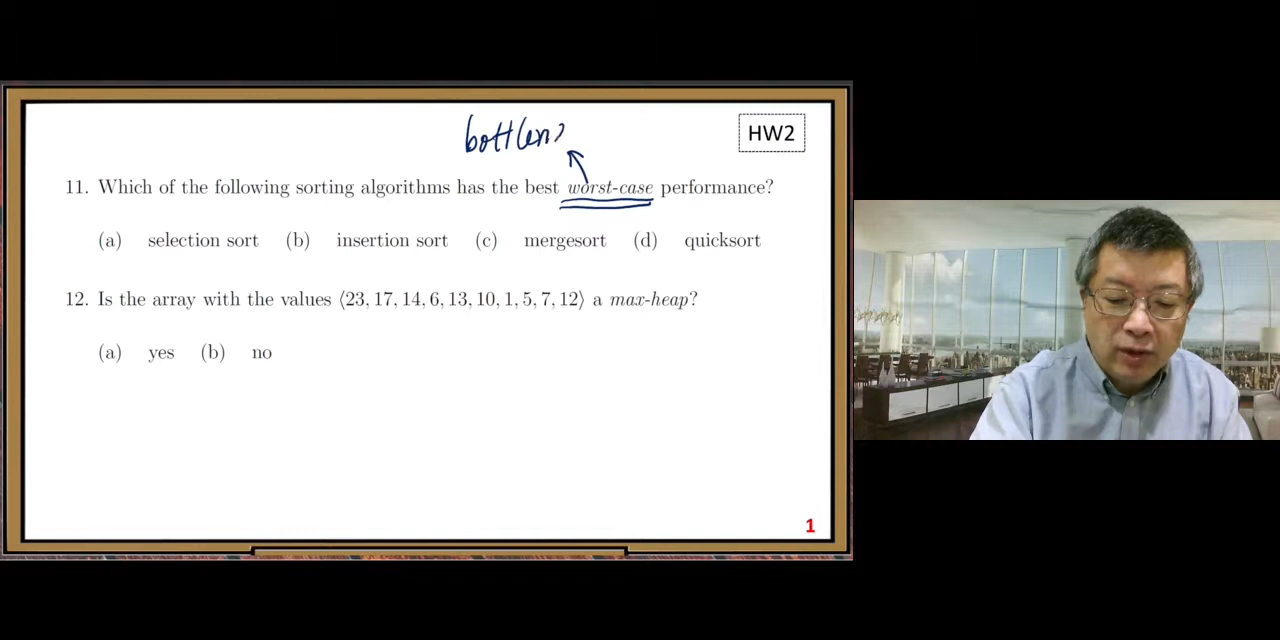 HW2
11. Which of the following sorting algorithms has the best worst-case performance?
(a) selection sort (b) insertion sort (c) mergesort (d) quicksort
12. Is the array with the values ⟨23, 17, 14, 6, 13, 10, 1, 5, 7, 12⟩ a max-heap?
(a) yes (b) no
1